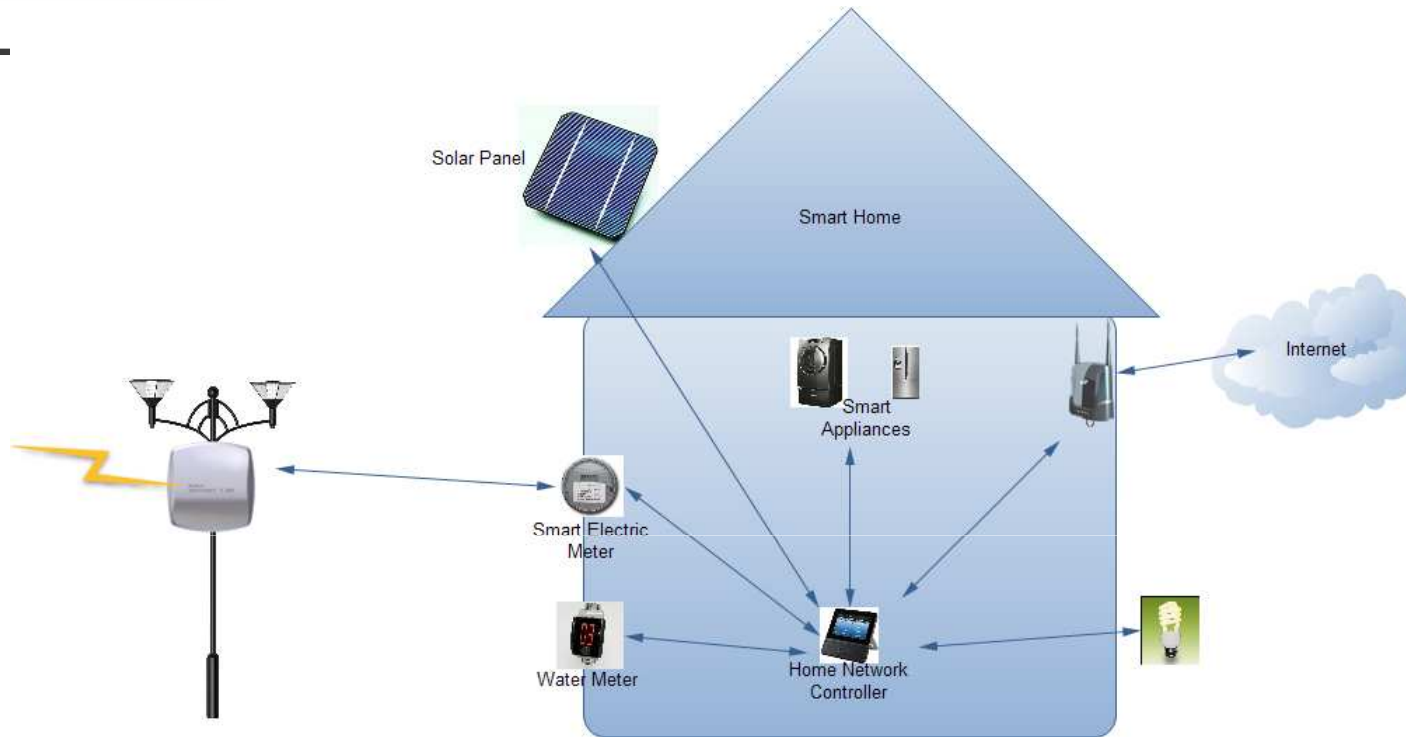 Solar Panel
Smart Home
Internet
Smart
Appliances
Smart Electric
Meter
Water Meter
Home Network
Controller